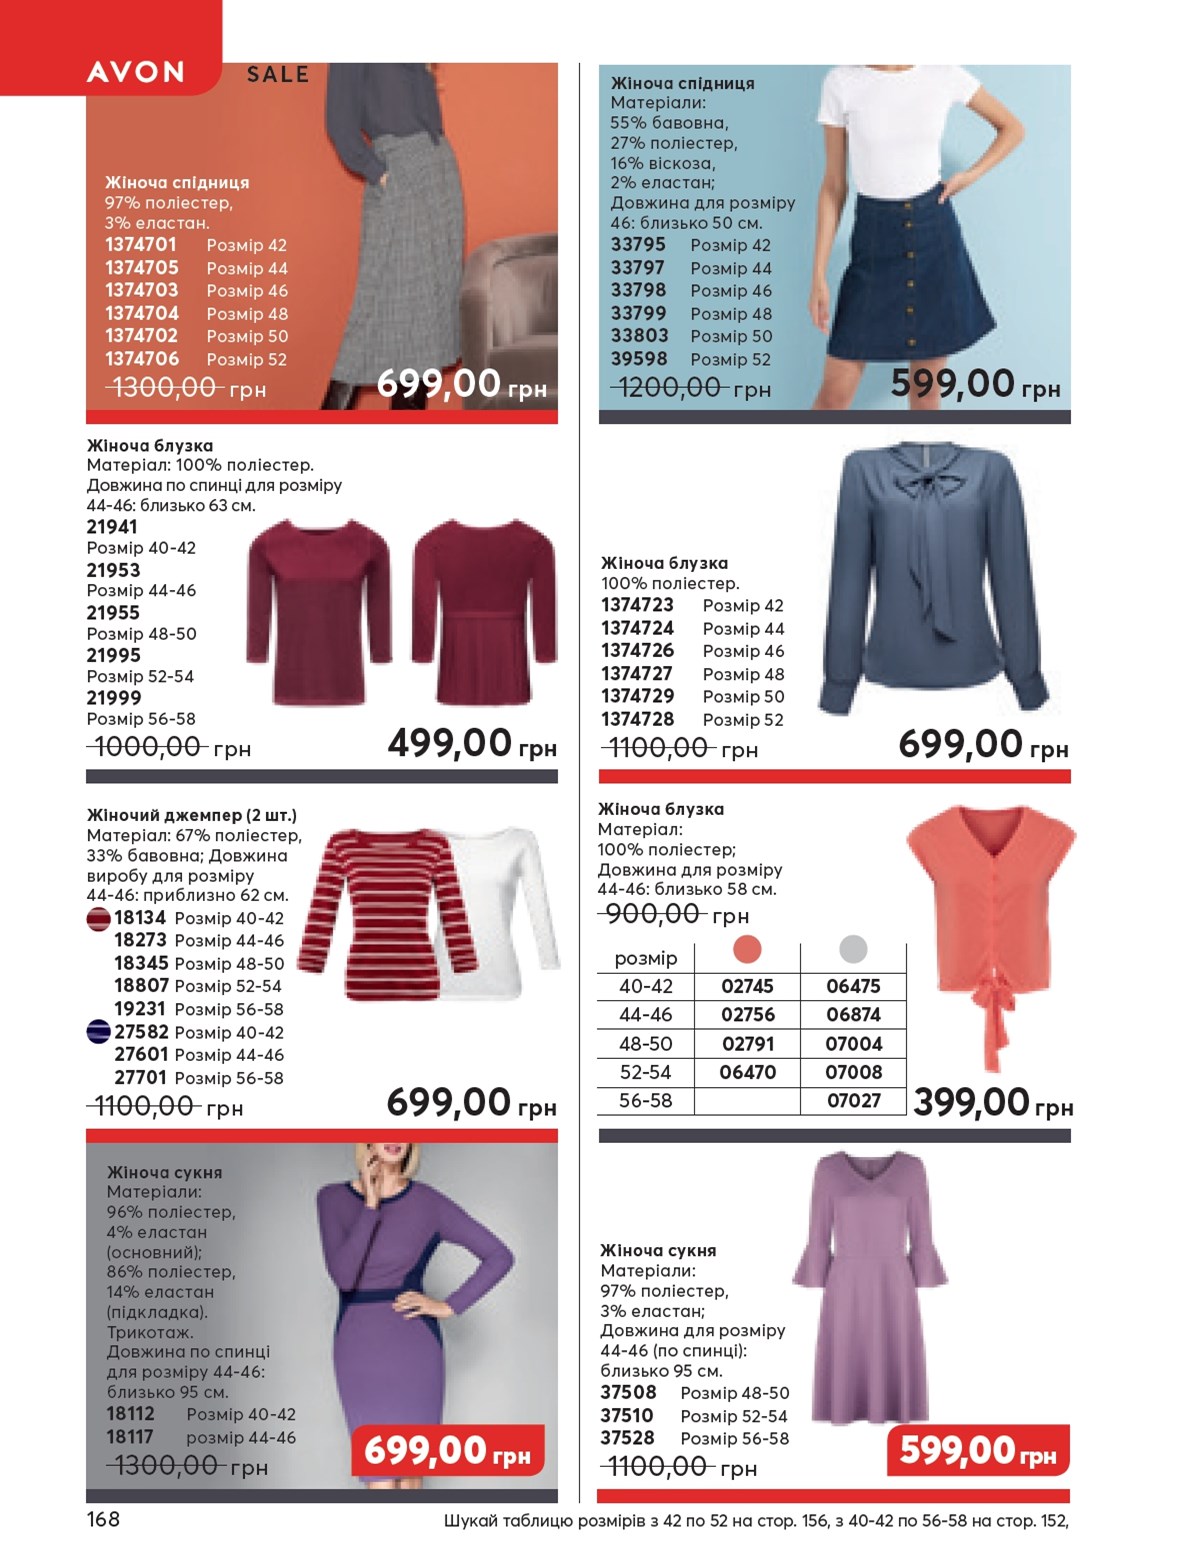 AVON
SALE
Жіноча спідниця
97% поліестер,
3% еластан.
1374701 Розмір 42
1374705 Розмір 44
1374703 Розмір 46
1374704 Розмір 48
1374702 Розмір 50
1374706 Розмір 52
1300,00 грн 699,00 грн
Жіноча блузка
Матеріал: 100% поліестер.
Довжина по спинці для розміру
44-46: близько 63 см.
21941
Розмір 40-42
21953
Розмір 44-46
21955
Розмір 48-50
21995
Розмір 52-54
21999
Розмір 56-58
1000,00 грн 499,00 грн
Жіночий джемпер (2 шт.)
Матеріал: 67% поліестер,
33% бавовна; Довжина
виробу для розміру
44-46: приблизно 62 см.
18134 Розмір 40-42
18273 Розмір 44-46
18345 Розмір 48-50
18807 Розмір 52-54
19231 Розмір 56-58
27582 Розмір 40-42
27601 Розмір 44-46
27701 Розмір 56-58
1100,00 грн 699,00 грн
Жіноча сукня
Матеріали:
96% поліестер,
4% еластан
(основний);
86% поліестер,
14% еластан
(підкладка).
Трикотаж.
Довжина по спинці
для розміру 44-46:
близько 95 см.
18112 Розмір 40-42
18117 розмір 44-46
1300,00 грн 699,00 грн
Жіноча спідниця
Матеріали:
55% бавовна,
27% поліестер,
16% віскоза,
2% еластан;
Довжина для розміру
46: близько 50 см.
33795 Розмір 42
33797 Розмір 44
33798 Розмір 46
33799 Розмір 48
33803 Розмір 50
39598 Розмір 52
1200,00 грн 599,00 грн
Жіноча блузка
100% поліестер.
1374723 Розмір 42
1374724 Розмір 44
1374726 Розмір 46
1374727 Розмір 48
1374729 Розмір 50
1374728 Розмір 52
1100,00 грн 699,00 грн
Жіноча блузка
Матеріал:
100% поліестер;
Довжина для розміру
44-46: близько 58 см.
900,00 грн
розмір
40-42 02745 06475
44-46 02756 06874
48-50 02791 07004
52-54 06470 07008
56-58 07027
399,00 грн
Жіноча сукня
Матеріали:
97% поліестер,
3% еластан;
Довжина для розміру
44-46 (по спинці):
близько 95 см.
37508 Розмір 48-50
37510 Розмір 52-54
37528 Розмір 56-58
1100,00 грн 599,00 грн
168 Шукай таблицю розмірів з 42 по 52 на стор. 156, з 40-42 по 56-58 на стор. 152,